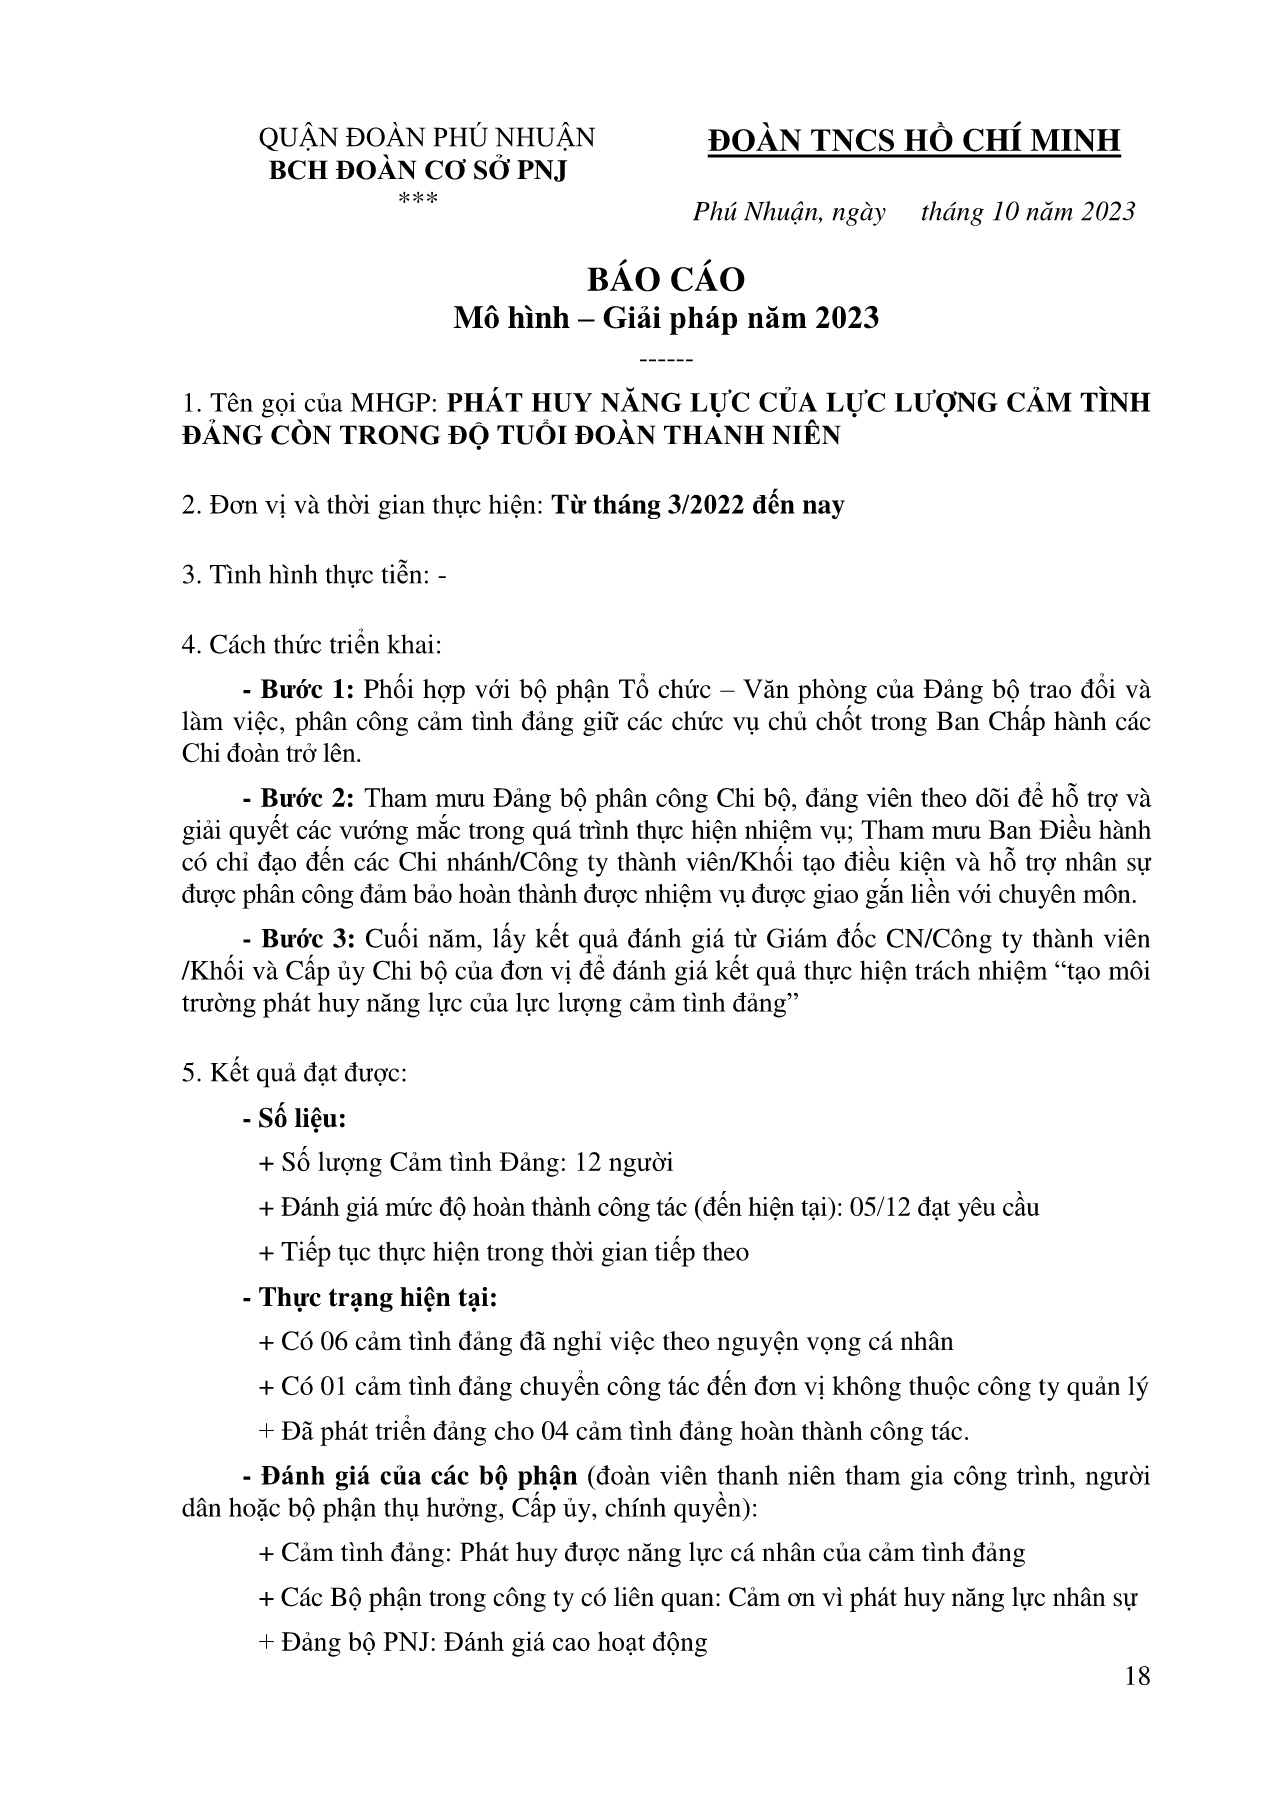 QUẬN ĐOÀN PHÚ NHUẬN
BCH ĐOÀN CƠ SỞ PNJ
***
ĐOÀN TNCS HỒ CHÍ MINH
Phú Nhuận, ngày tháng 10 năm 2023
BÁO CÁO
Mô hình – Giải pháp năm 2023
------
1. Tên gọi của MHGP: PHÁT HUY NĂNG LỰC CỦA LỰC LƯỢNG CẢM TÌNH
ĐẢNG CÒN TRONG ĐỘ TUỔI ĐOÀN THANH NIÊN
2. Đơn vị và thời gian thực hiện: Từ tháng 3/2022 đến nay
3. Tình hình thực tiễn: -
4. Cách thức triển khai:
- Bước 1: Phối hợp với bộ phận Tổ chức – Văn phòng của Đảng bộ trao đổi và
làm việc, phân công cảm tình đảng giữ các chức vụ chủ chốt trong Ban Chấp hành các
Chi đoàn trở lên.
- Bước 2: Tham mưu Đảng bộ phân công Chi bộ, đảng viên theo dõi để hỗ trợ và
giải quyết các vướng mắc trong quá trình thực hiện nhiệm vụ; Tham mưu Ban Điều hành
có chỉ đạo đến các Chi nhánh/Công ty thành viên/Khối tạo điều kiện và hỗ trợ nhân sự
được phân công đảm bảo hoàn thành được nhiệm vụ được giao gắn liền với chuyên môn.
- Bước 3: Cuối năm, lấy kết quả đánh giá từ Giám đốc CN/Công ty thành viên
/Khối và Cấp ủy Chi bộ của đơn vị để đánh giá kết quả thực hiện trách nhiệm “tạo môi
trường phát huy năng lực của lực lượng cảm tình đảng”
5. Kết quả đạt được:
- Số liệu:
+ Số lượng Cảm tình Đảng: 12 người
+ Đánh giá mức độ hoàn thành công tác (đến hiện tại): 05/12 đạt yêu cầu
+ Tiếp tục thực hiện trong thời gian tiếp theo
- Thực trạng hiện tại:
+ Có 06 cảm tình đảng đã nghỉ việc theo nguyện vọng cá nhân
+ Có 01 cảm tình đảng chuyển công tác đến đơn vị không thuộc công ty quản lý
+ Đã phát triển đảng cho 04 cảm tình đảng hoàn thành công tác.
- Đánh giá của các bộ phận (đoàn viên thanh niên tham gia công trình, người
dân hoặc bộ phận thụ hưởng, Cấp ủy, chính quyền):
+ Cảm tình đảng: Phát huy được năng lực cá nhân của cảm tình đảng
+ Các Bộ phận trong công ty có liên quan: Cảm ơn vì phát huy năng lực nhân sự
+ Đảng bộ PNJ: Đánh giá cao hoạt động
18